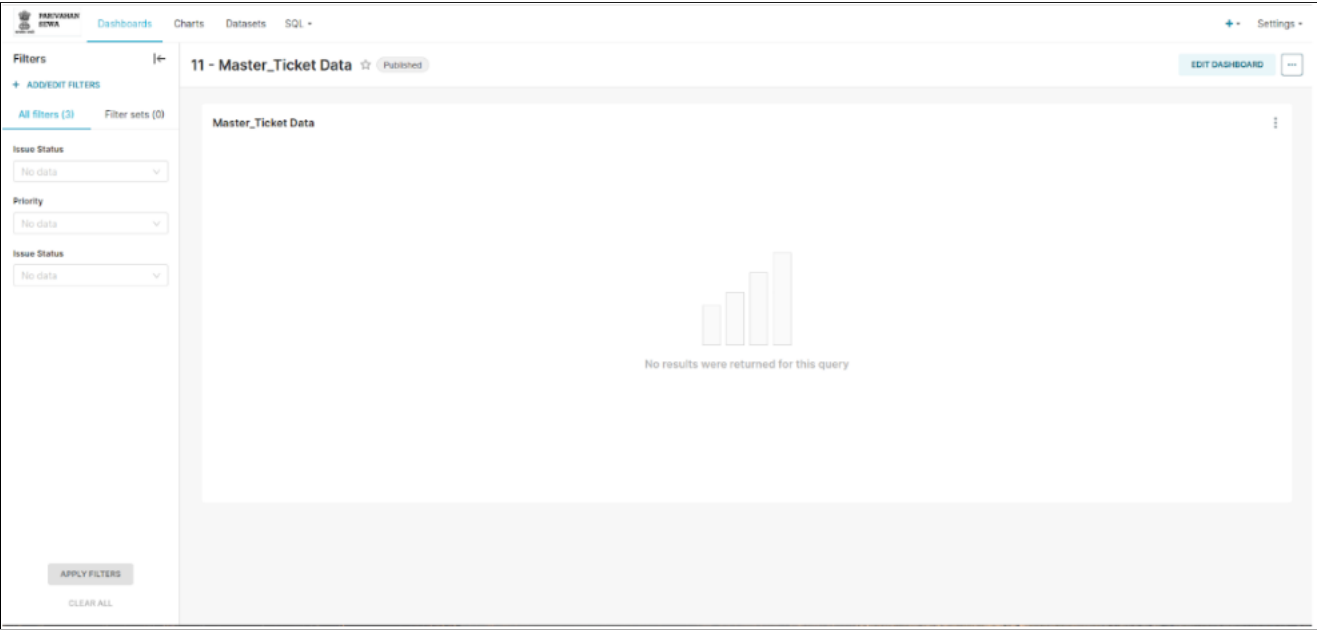 PARIVAHAN
SEWA
Dashboards Charts Datasets SQL
Settings
Filters
+ ADD/EDIT FILTERS
All filters (3) Filter sets (0)
Issue Status
No data
Priority
No data
Issue Status
No data
APPLY FILTERS
CLEAR ALL
11 - Master_Ticket Data Published
EDIT DASHBOARD
Master_Ticket Data
No results were returned for this query